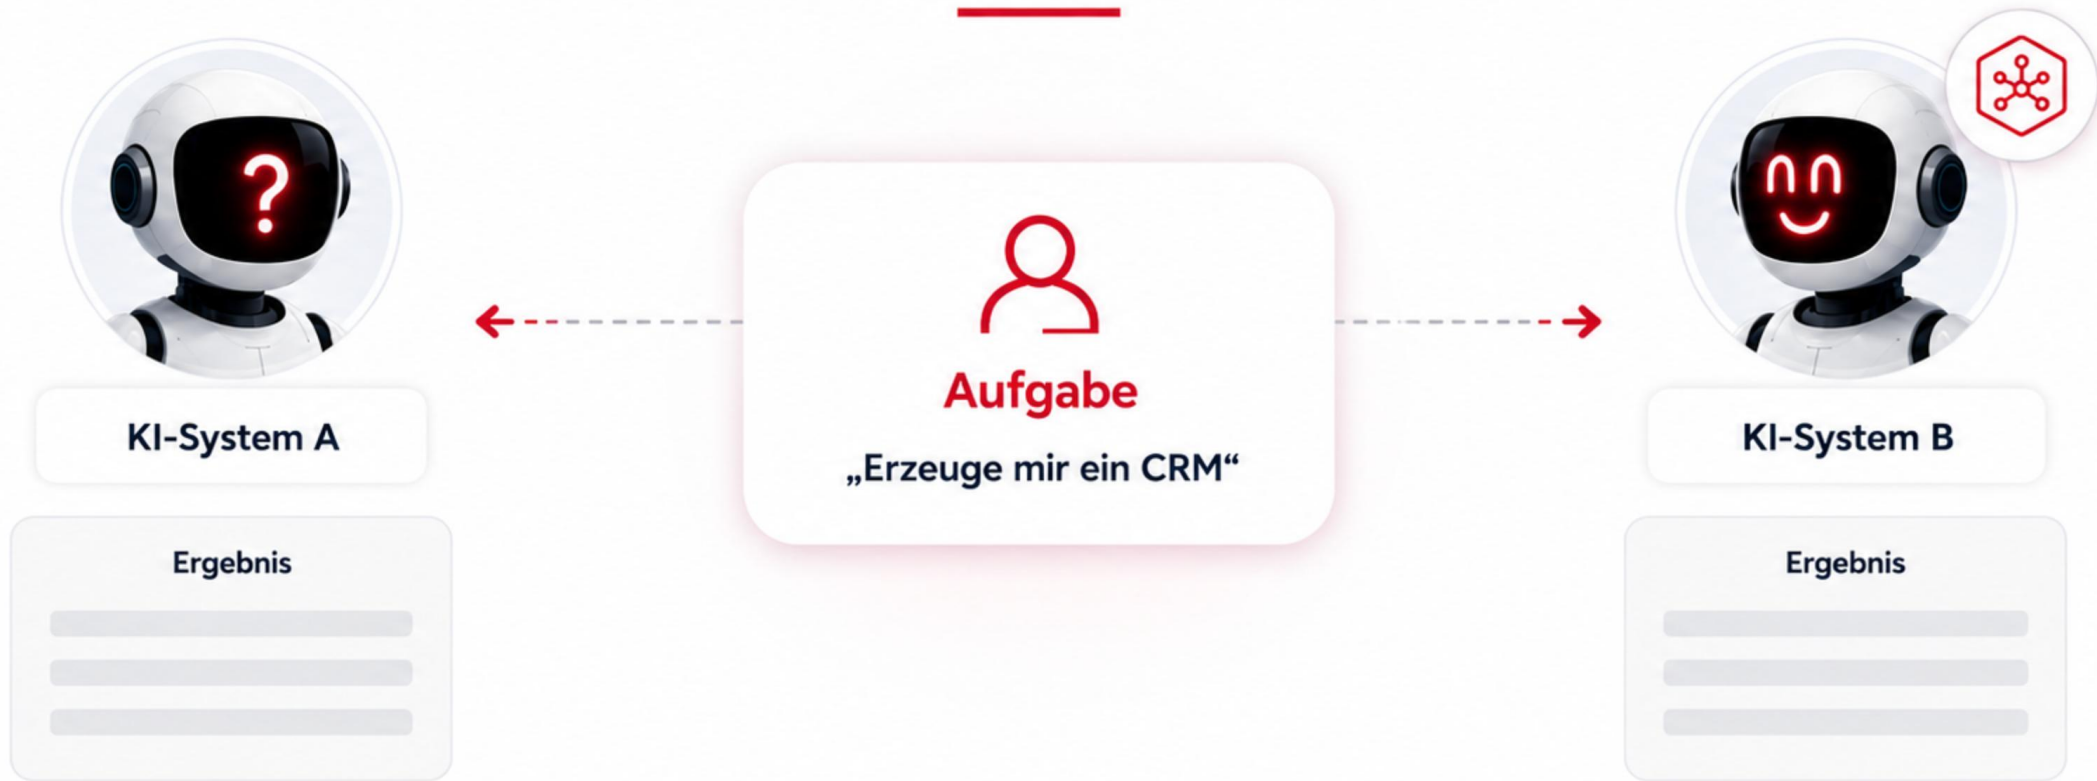 ?
Aufgabe
„Erzeuge mir ein CRM“
KI-System A
KI-System B
Ergebnis
Ergebnis